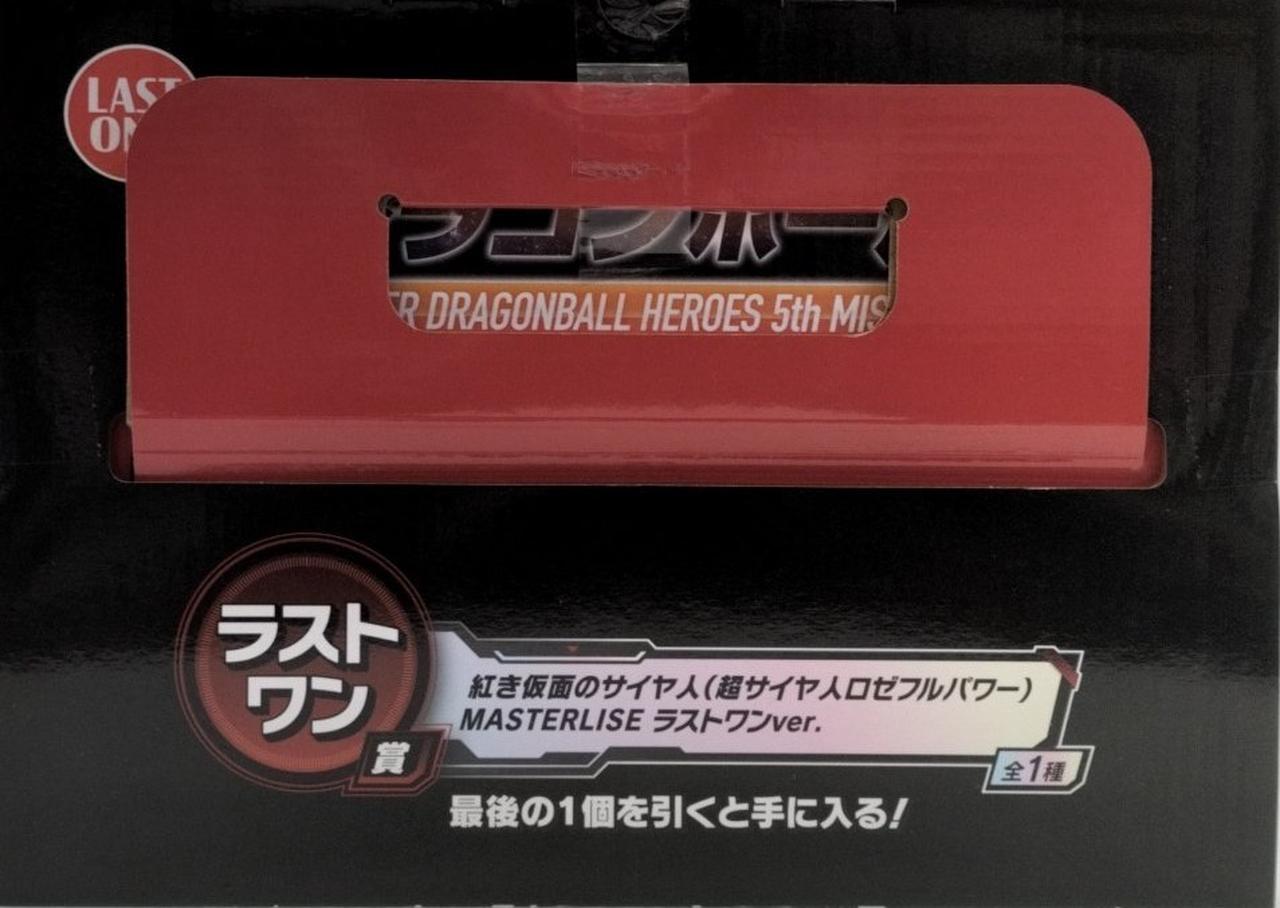 LAST
ラゴンボー
ER DRAGONBALL HEROES 5th MIS
ラスト
ワン
賞
紅き仮面のサイヤ人(超サイヤ人ロゼフルパワー)
MASTERLISE ラストワンver.
全1種
最後の1個を引くと手に入る!